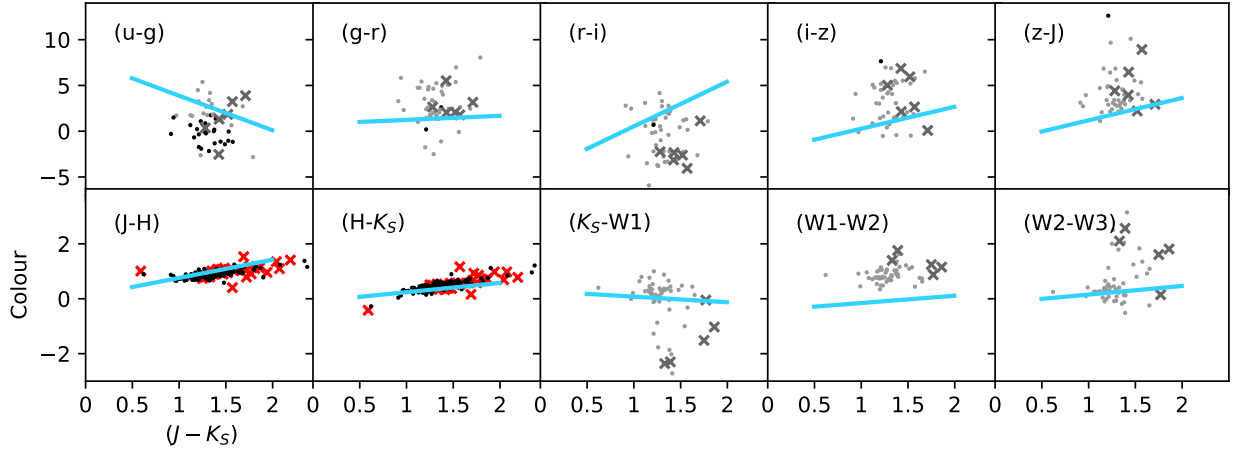 (u-g) (g-r) (r-i) (i-z) (z-J)
10
5
0
−5
(J-H) (H-K_S) (K_S-W1) (W1-W2) (W2-W3)
2
0
−2
Colour
0 0.5 1 1.5 2 0 0.5 1 1.5 2 0 0.5 1 1.5 2 0 0.5 1 1.5 2 0 0.5 1 1.5 2
(J − K_S)